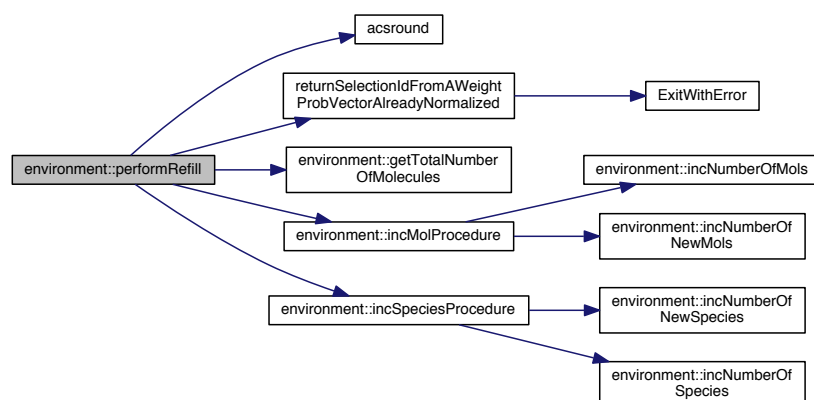 acsround
returnSelectionIdFromAWeight
ProbVectorAlreadyNormalized
ExitWithError
environment::performRefill
environment::getTotalNumber
OfMolecules
environment::incNumberOfMols
environment::incMolProcedure
environment::incNumberOf
NewMols
environment::incSpeciesProcedure
environment::incNumberOf
NewSpecies
environment::incNumberOf
Species